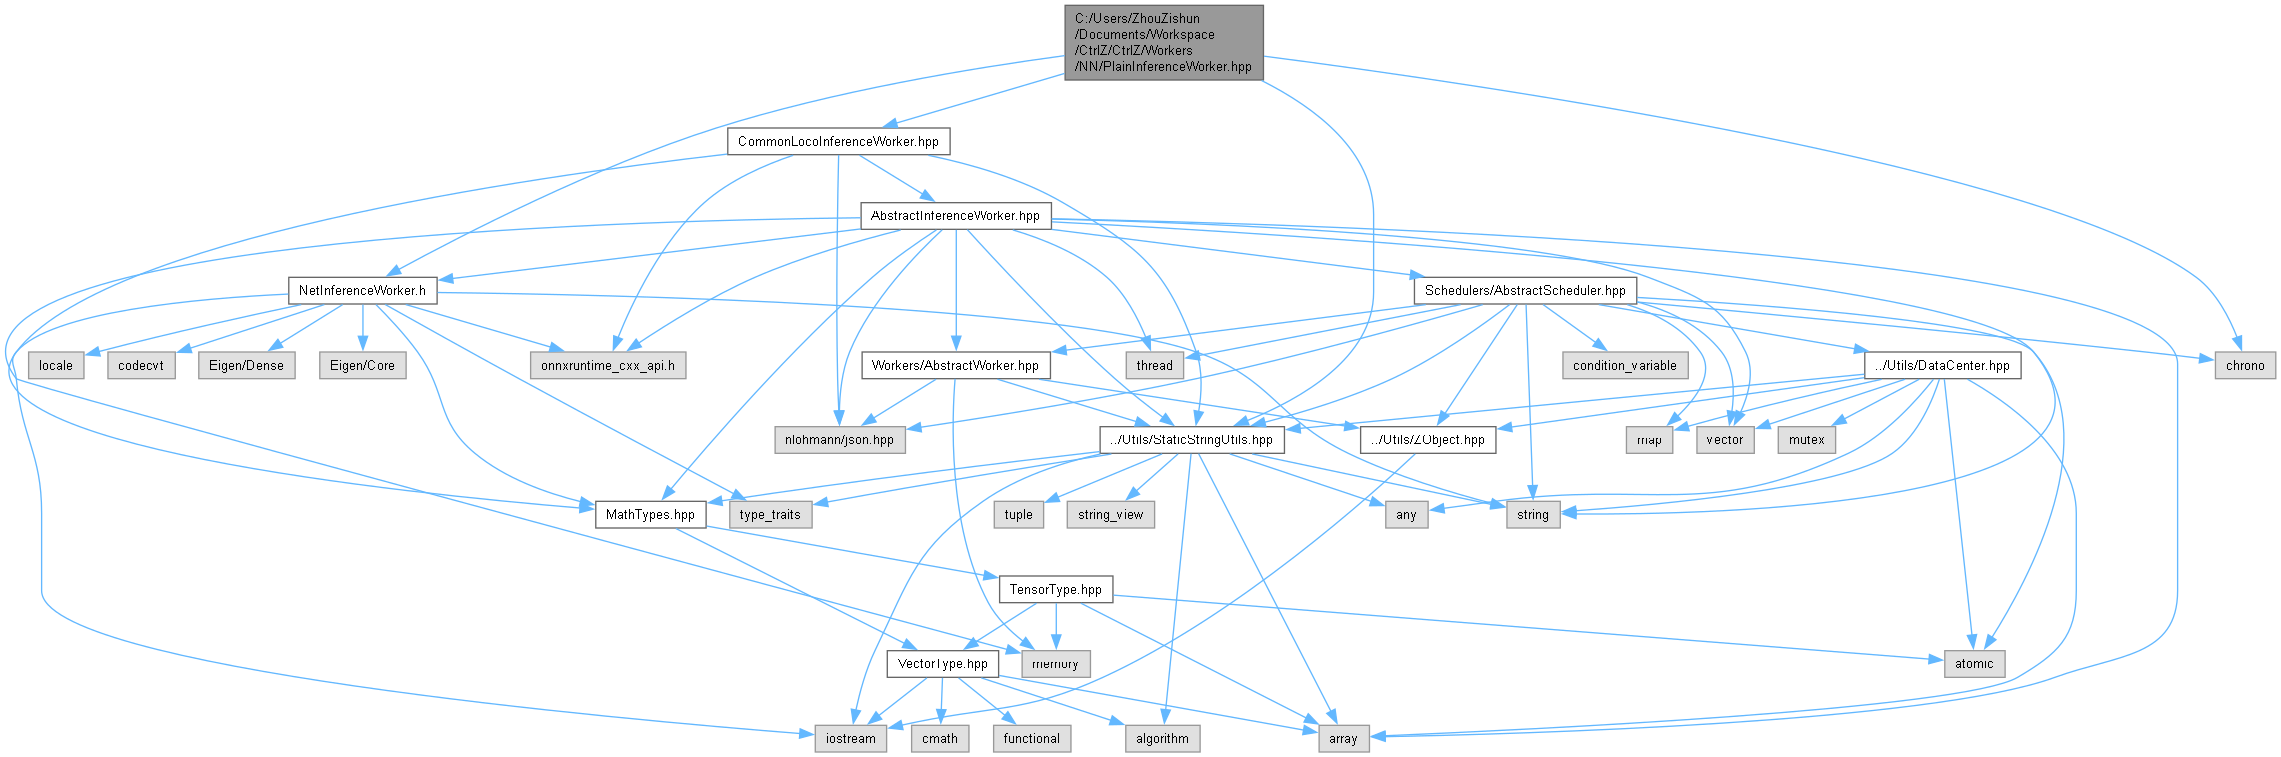 C:/Users/ZhouZishun
/Documents/Workspace
/CtrlZ/CtrlZ/Workers
/NN/PlainInferenceWorker.hpp
CommonLocoInferenceWorker.hpp
AbstractInferenceWorker.hpp
NetInferenceWorker.h
Schedulers/AbstractScheduler.hpp
locale
codecvt
Eigen/Dense
Eigen/Core
onnxruntime_cxx_api.h
Workers/AbstractWorker.hpp
thread
condition_variable
../Utils/DataCenter.hpp
chrono
nlohmann/json.hpp
../Utils/StaticStringUtils.hpp
../Utils/ZObject.hpp
map
vector
mutex
MathTypes.hpp
type_traits
tuple
string_view
any
string
TensorType.hpp
VectorType.hpp
memory
atomic
iostream
cmath
functional
algorithm
array